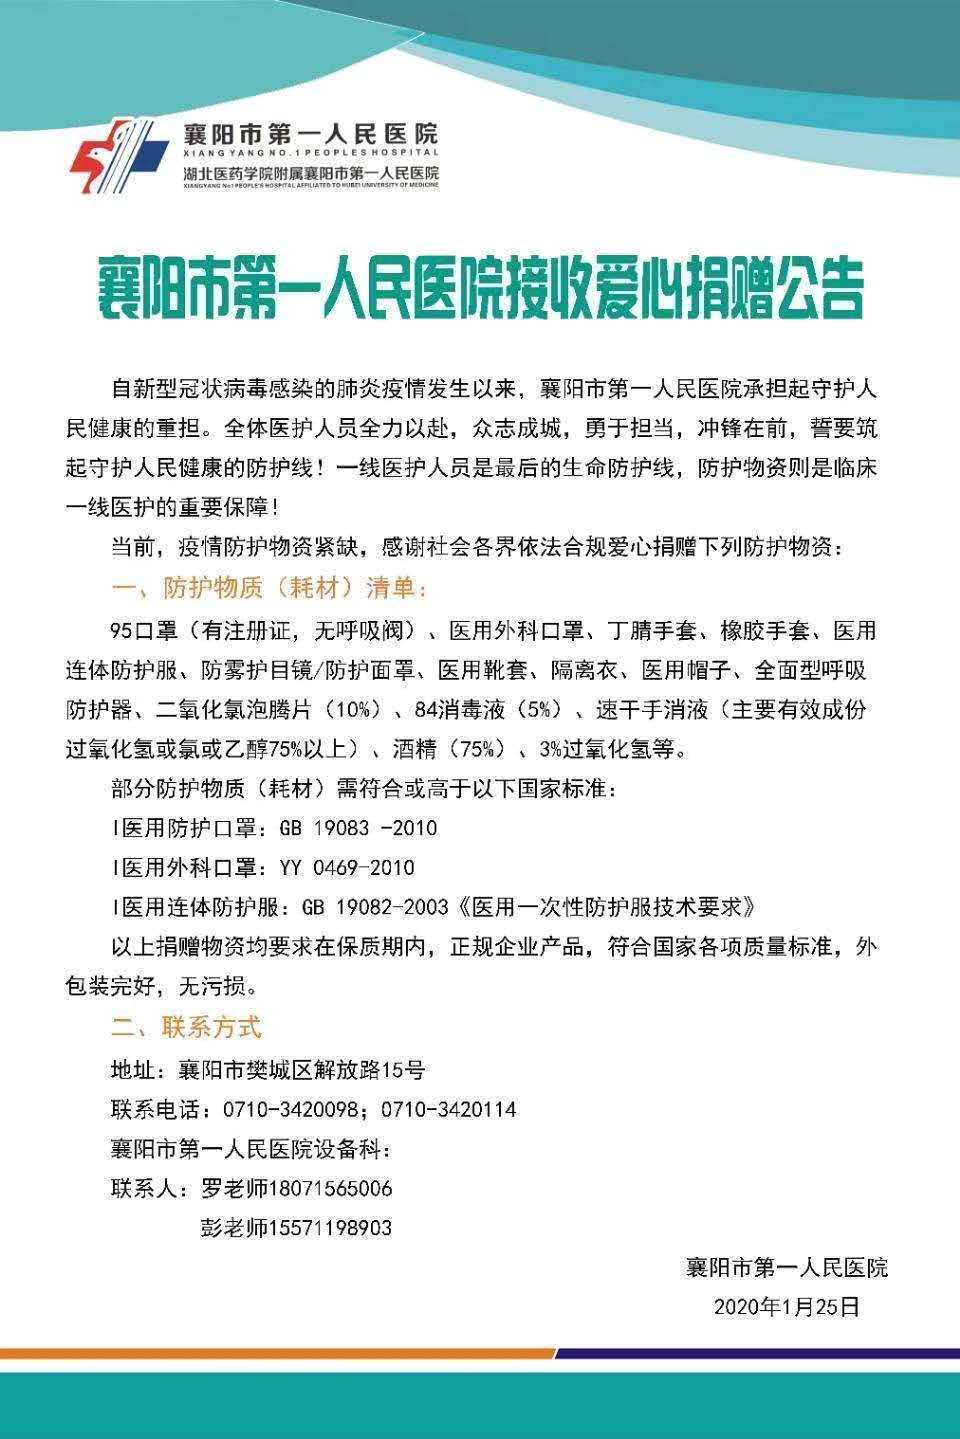 襄阳市第一人民医院
XIANGYANG NO.1 PEOPLES HOSPITAL
湖北医药学院附属襄阳市第一人民医院
XIANGYANG No1 PEOPLE'S HOSPITAL AFFILIATED TO HUBEI UNIVERSITY OF MEDICINE
襄阳市第一人民医院接收爱心捐赠公告
自新型冠状病毒感染的肺炎疫情发生以来，襄阳市第一人民医院承担起守护人
民健康的重担。全体医护人员全力以赴，众志成城，勇于担当，冲锋在前，誓要筑
起守护人民健康的防护线！一线医护人员是最后的生命防护线，防护物资则是临床
一线医护的重要保障！
当前，疫情防护物资紧缺，感谢社会各界依法合规爱心捐赠下列防护物资：
一、防护物质（耗材）清单：
95口罩（有注册证，无呼吸阀）、医用外科口罩、丁腈手套、橡胶手套、医用
连体防护服、防雾护目镜/防护面罩、医用靴套、隔离衣、医用帽子、全面型呼吸
防护器、二氧化氯泡腾片（10%）、84消毒液（5%）、速干手消液（主要有效成份
过氧化氢或氯或乙醇75%以上）、酒精（75%）、3%过氧化氢等。
部分防护物质（耗材）需符合或高于以下国家标准：
l医用防护口罩：GB 19083 -2010
l医用外科口罩：YY 0469-2010
l医用连体防护服：GB 19082-2003《医用一次性防护服技术要求》
以上捐赠物资均要求在保质期内，正规企业产品，符合国家各项质量标准，外
包装完好，无污损。
二、联系方式
地址：襄阳市樊城区解放路15号
联系电话：0710-3420098；0710-3420114
襄阳市第一人民医院设备科：
联系人：罗老师18071565006
彭老师15571198903
襄阳市第一人民医院
2020年1月25日